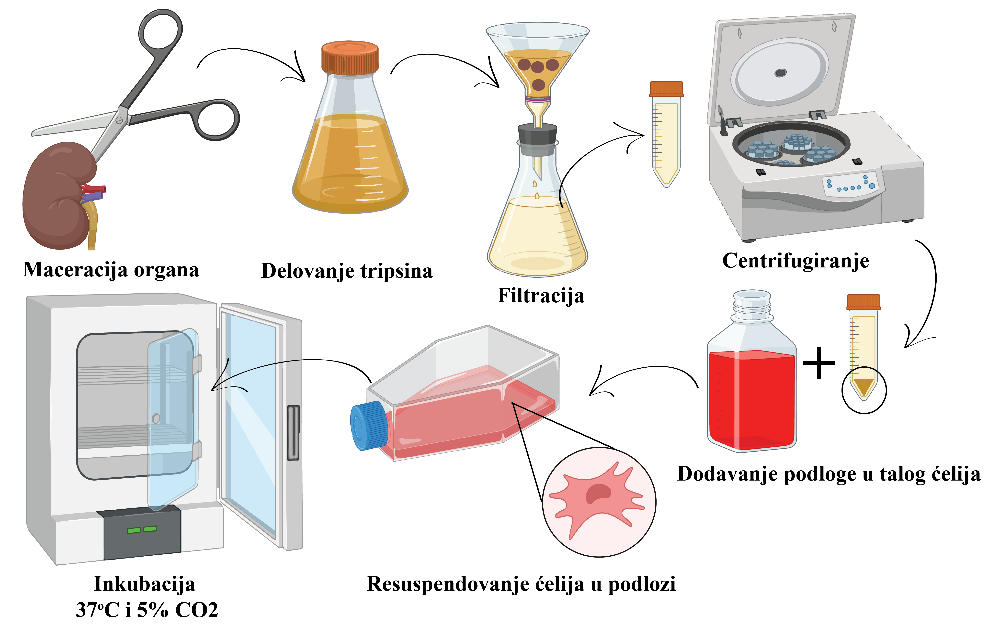 Maceracija organa
Delovanje tripsina
Filtracija
Centrifugiranje
Dodavanje podloge u talog ćelija
Resuspendovanje ćelija u podlozi
Inkubacija
37°C i 5% CO2